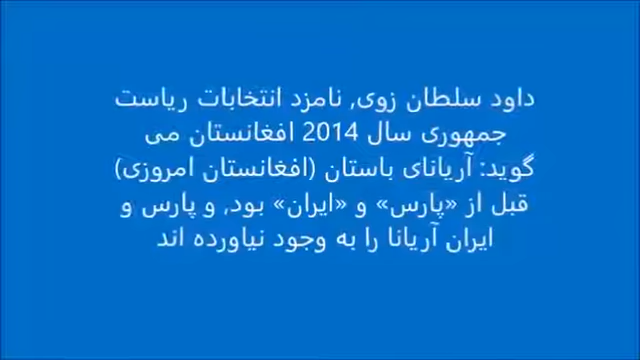 داود سلطان زوی, نامزد انتخابات ریاست
جمهوری سال 2014 افغانستان می
گوید: آریانای باستان (افغانستان امروزی)
قبل از «پارس» و «ایران» بود, و پارس و
ایران آریانا را به وجود نیاورده اند